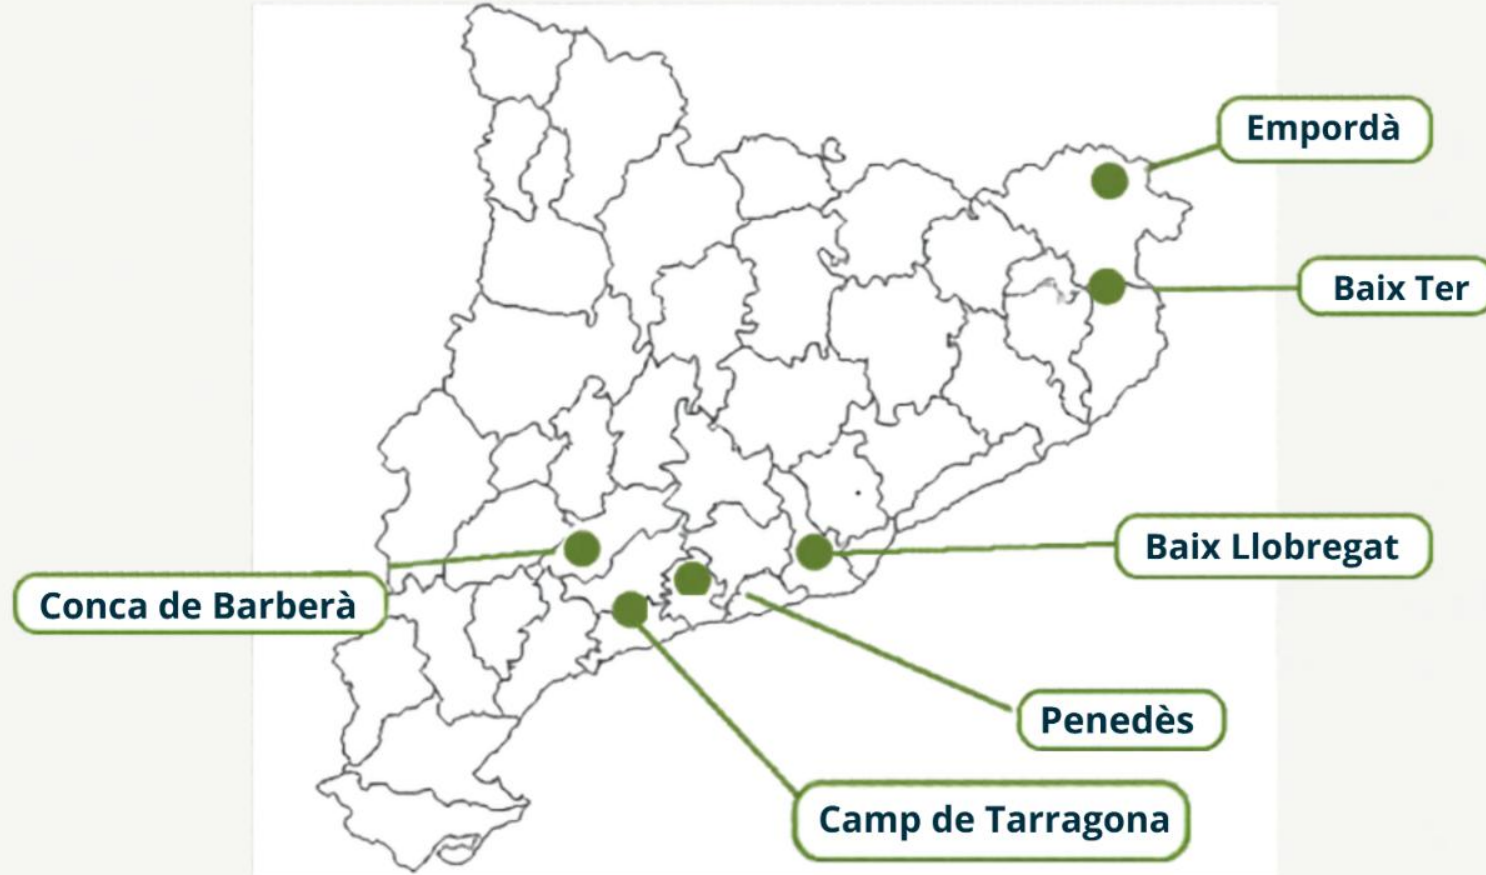 Empordà
Baix Ter
Baix Llobregat
Conca de Barberà
Penedès
Camp de Tarragona